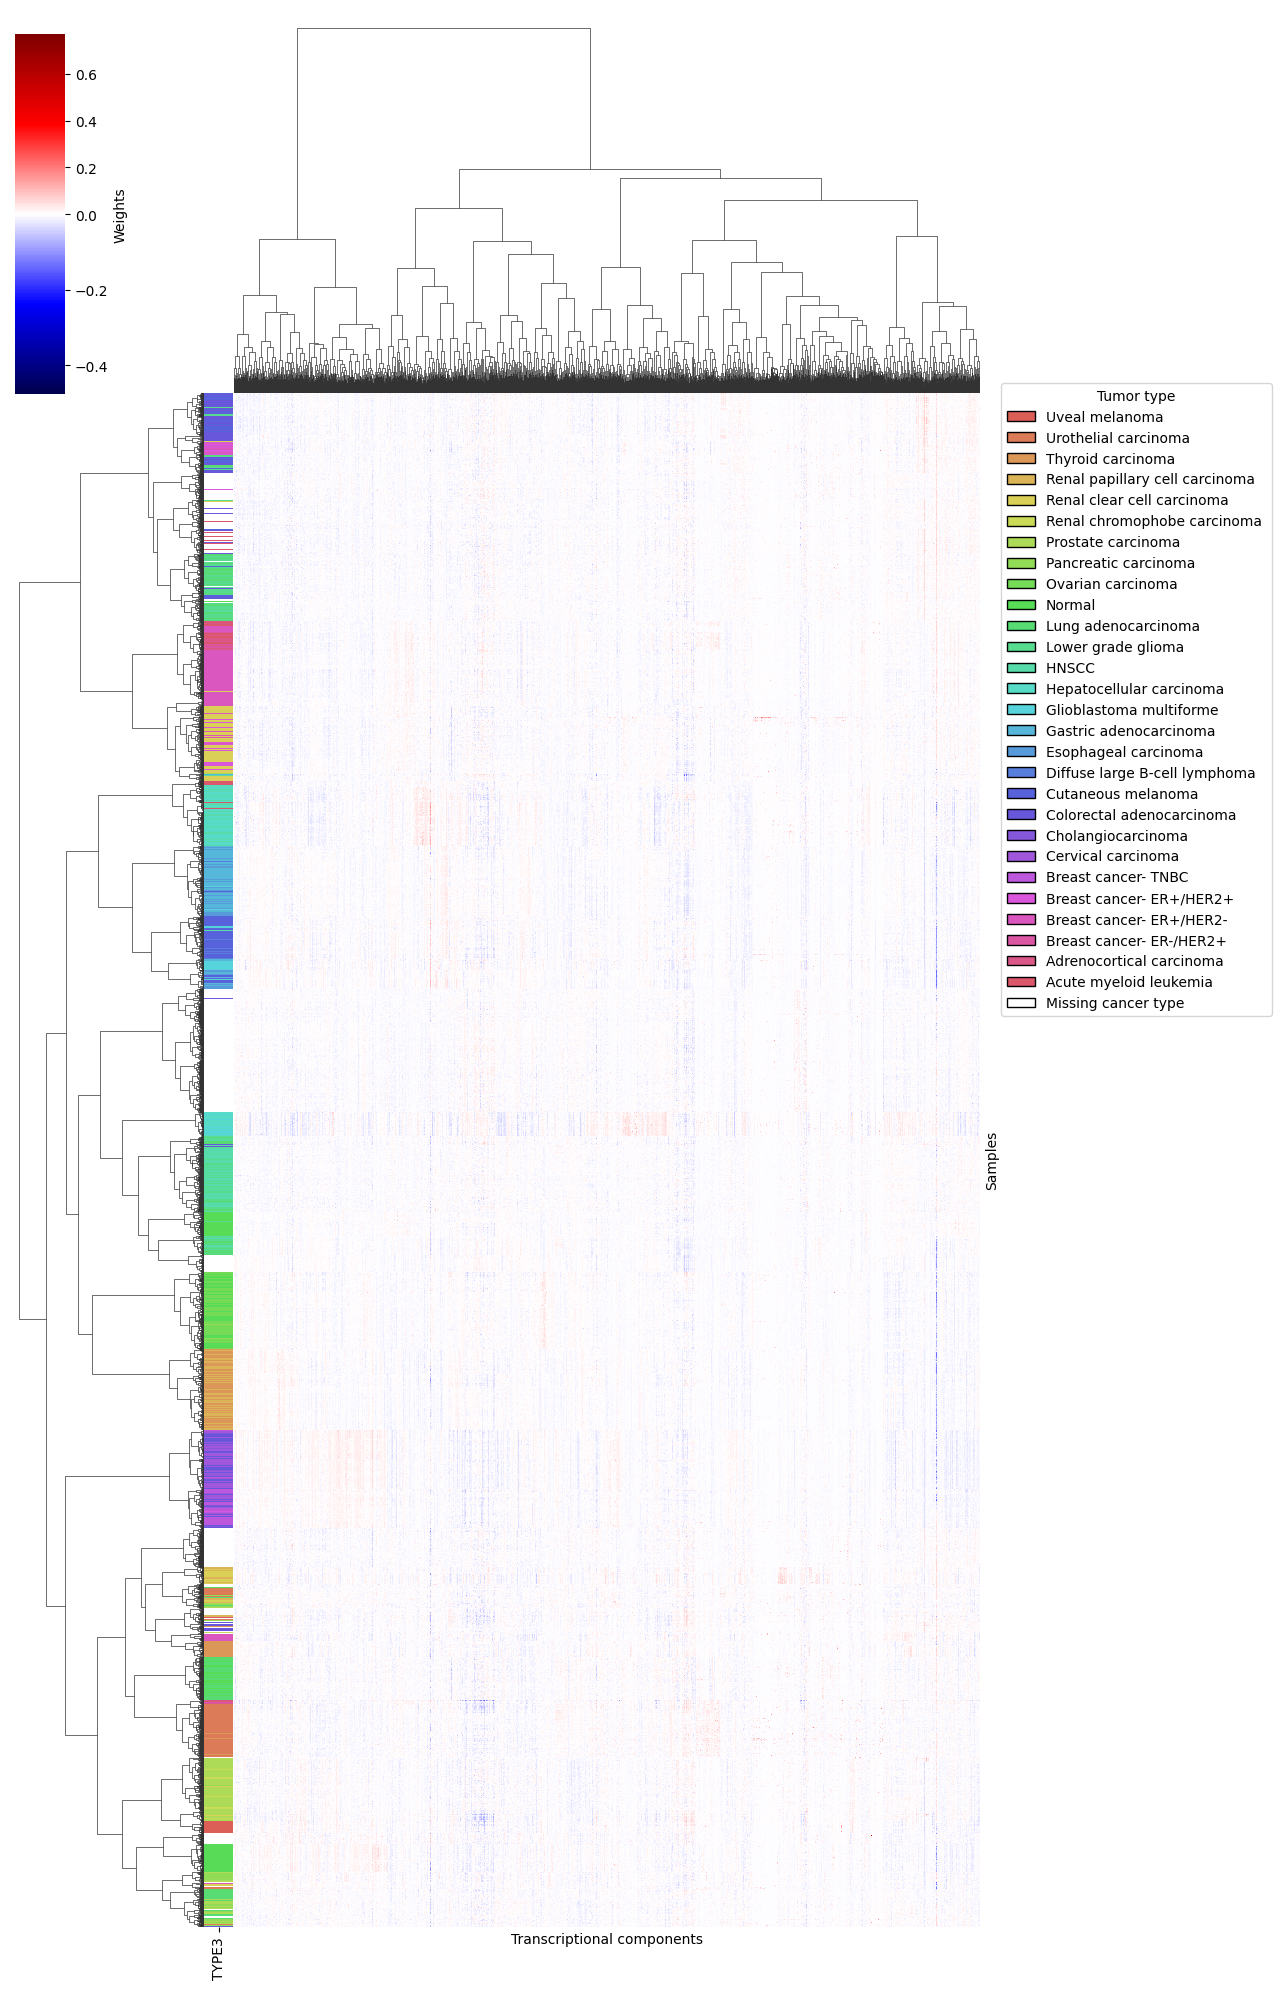 0.6
0.4
0.2
0.0
−0.2
−0.4
Weights
Tumor type
Uveal melanoma
Urothelial carcinoma
Thyroid carcinoma
Renal papillary cell carcinoma
Renal clear cell carcinoma
Renal chromophobe carcinoma
Prostate carcinoma
Pancreatic carcinoma
Ovarian carcinoma
Normal
Lung adenocarcinoma
Lower grade glioma
HNSCC
Hepatocellular carcinoma
Glioblastoma multiforme
Gastric adenocarcinoma
Esophageal carcinoma
Diffuse large B-cell lymphoma
Cutaneous melanoma
Colorectal adenocarcinoma
Cholangiocarcinoma
Cervical carcinoma
Breast cancer- TNBC
Breast cancer- ER+/HER2+
Breast cancer- ER+/HER2-
Breast cancer- ER-/HER2+
Adrenocortical carcinoma
Acute myeloid leukemia
Missing cancer type
Samples
Transcriptional components
TYPE3